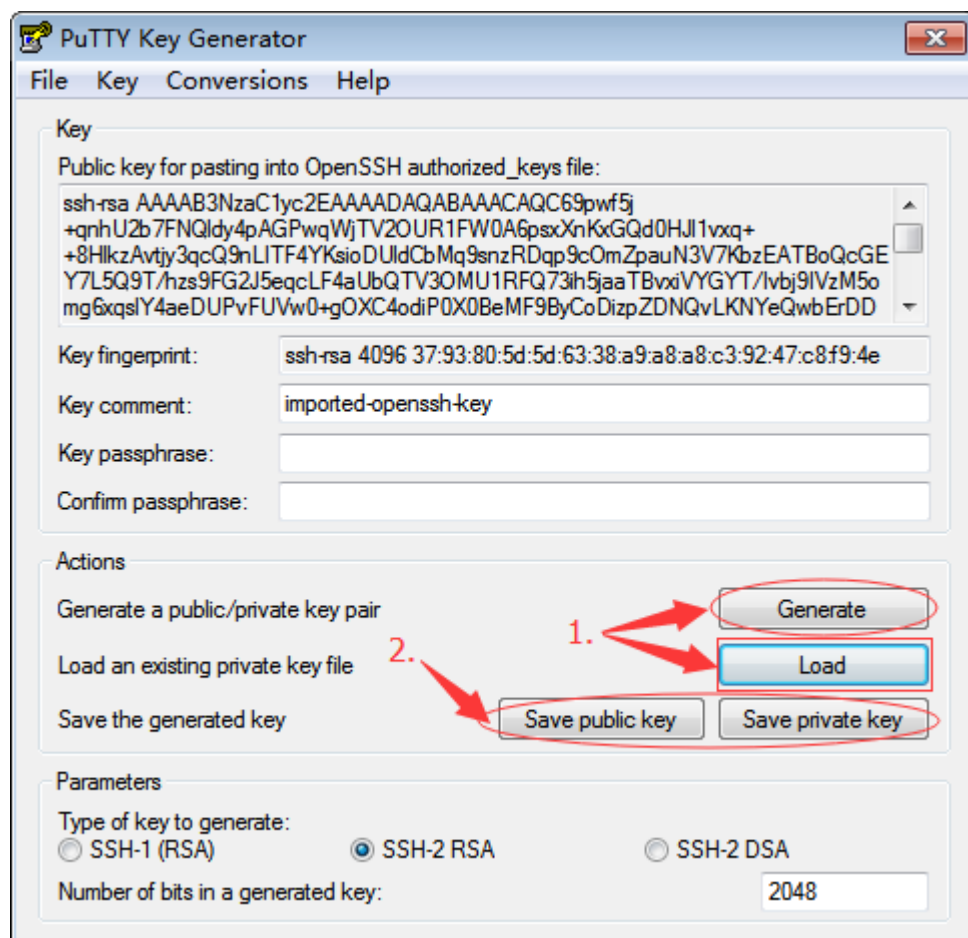 PuTTY Key Generator
File Key Conversions Help
Key
Public key for pasting into OpenSSH authorized_keys file:
ssh-rsa AAAAB3NzaC1yc2EAAAADAQABAAACAQC69pwf5j
+qnhU2b7FNQldy4pAGPwqWjTV2OUR1FW0A6psxXnKxGQd0HJl1vxq+
+8HlkzAvtjy3qcQ9nLITF4YKsioDUldCbMq9snzRDqp9cOmZpauN3V7KbzEATBoQcGE
Y7L5Q9T/hzs9FG2J5eqcLF4aUbQTV3OMU1RFQ73ih5jaaTBvxiVYGYT/lvbj9IVzM5o
mg6xqslY4aeDUPvFUVw0+gOXC4odiP0X0BeMF9ByCoDizpZDNQvLKNYeQwbErDD
Key fingerprint: ssh-rsa 4096 37:93:80:5d:5d:63:38:a9:a8:a8:c3:92:47:c8:f9:4e
Key comment: imported-openssh-key
Key passphrase:
Confirm passphrase:
Actions
Generate a public/private key pair 1. Generate
Load an existing private key file 2. Load
Save the generated key Save public key Save private key
Parameters
Type of key to generate:
SSH-1 (RSA) SSH-2 RSA SSH-2 DSA
Number of bits in a generated key: 2048